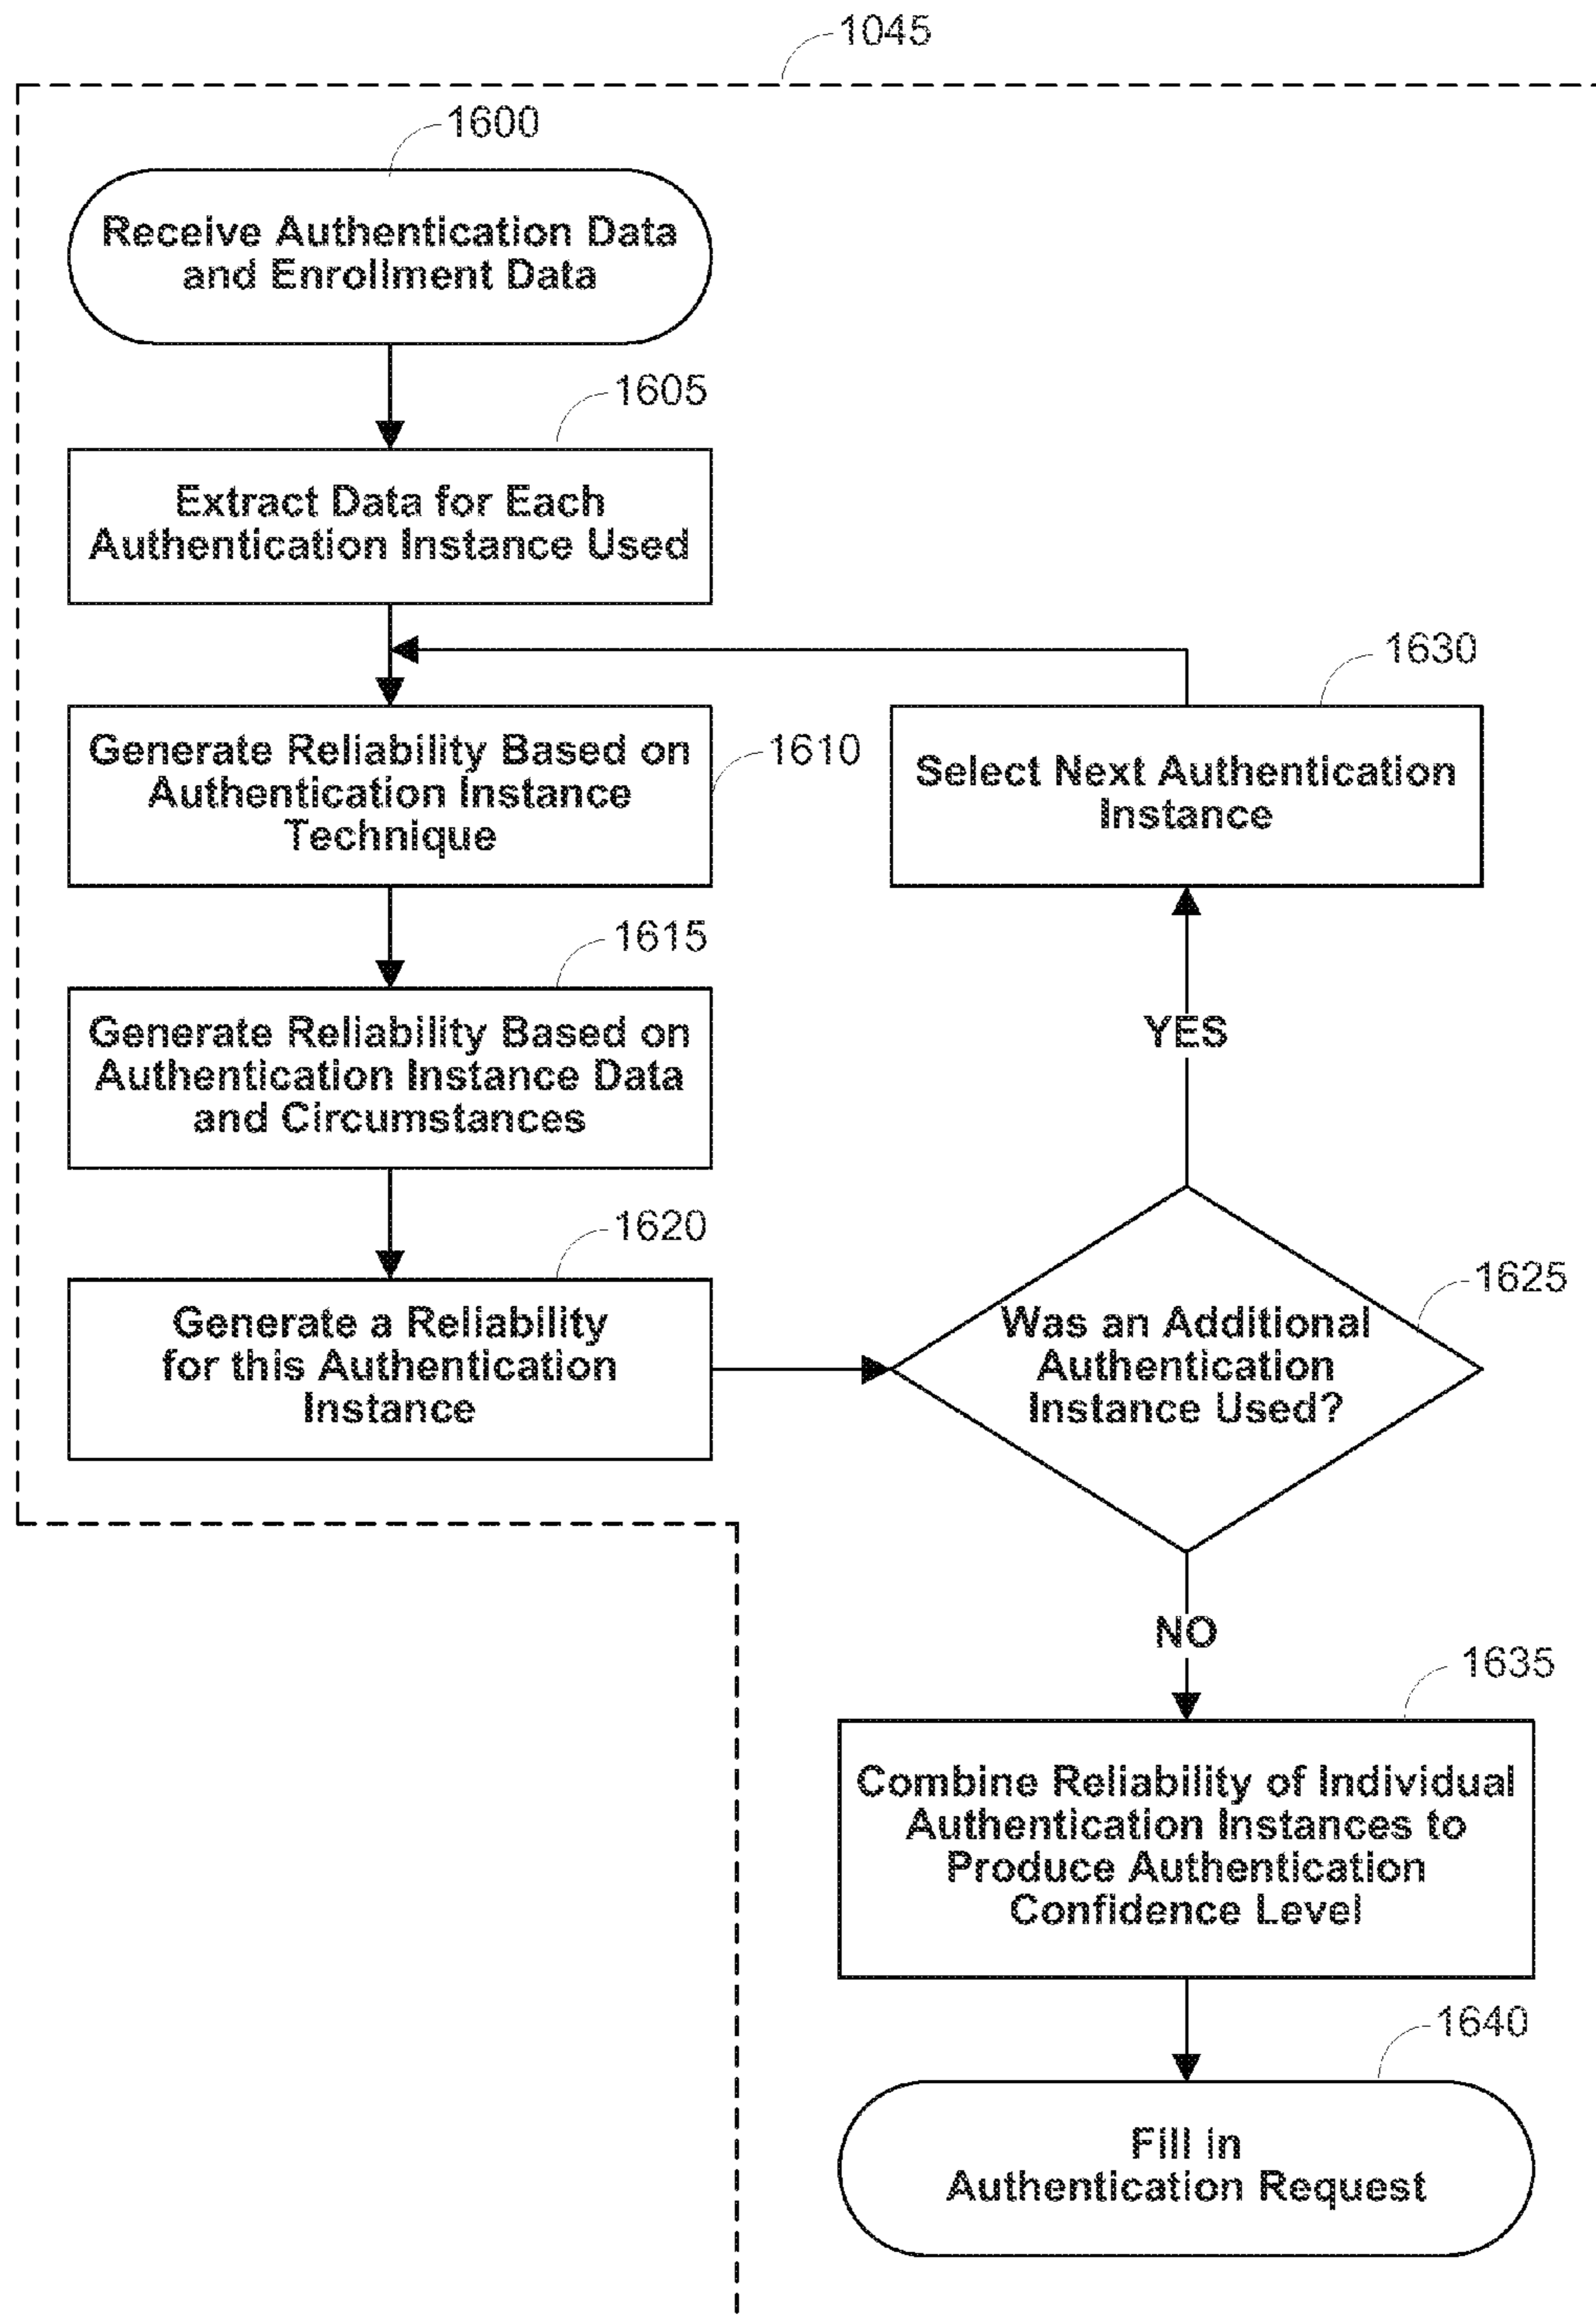 1045
1600
Receive Authentication Data
and Enrollment Data
1605
Extract Data for Each
Authentication Instance Used
1630
Generate Reliability Based on
Authentication Instance
Technique
1610
Select Next Authentication
Instance
1615
Generate Reliability Based on
Authentication Instance Data
and Circumstances
YES
1620
Generate a Reliability
for this Authentication
Instance
1625
Was an Additional
Authentication
Instance Used?
NO
1635
Combine Reliability of Individual
Authentication Instances to
Produce Authentication
Confidence Level
1640
Fill in
Authentication Request